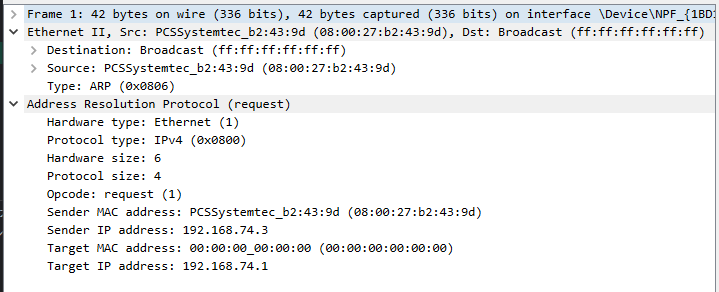 Frame 1: 42 bytes on wire (336 bits), 42 bytes captured (336 bits) on interface \Device\NPF_{1BD
Ethernet II, Src: PCSSystemtec_b2:43:9d (08:00:27:b2:43:9d), Dst: Broadcast (ff:ff:ff:ff:ff:ff)
Destination: Broadcast (ff:ff:ff:ff:ff:ff)
Source: PCSSystemtec_b2:43:9d (08:00:27:b2:43:9d)
Type: ARP (0x0806)
Address Resolution Protocol (request)
Hardware type: Ethernet (1)
Protocol type: IPv4 (0x0800)
Hardware size: 6
Protocol size: 4
Opcode: request (1)
Sender MAC address: PCSSystemtec_b2:43:9d (08:00:27:b2:43:9d)
Sender IP address: 192.168.74.3
Target MAC address: 00:00:00_00:00:00 (00:00:00:00:00:00)
Target IP address: 192.168.74.1